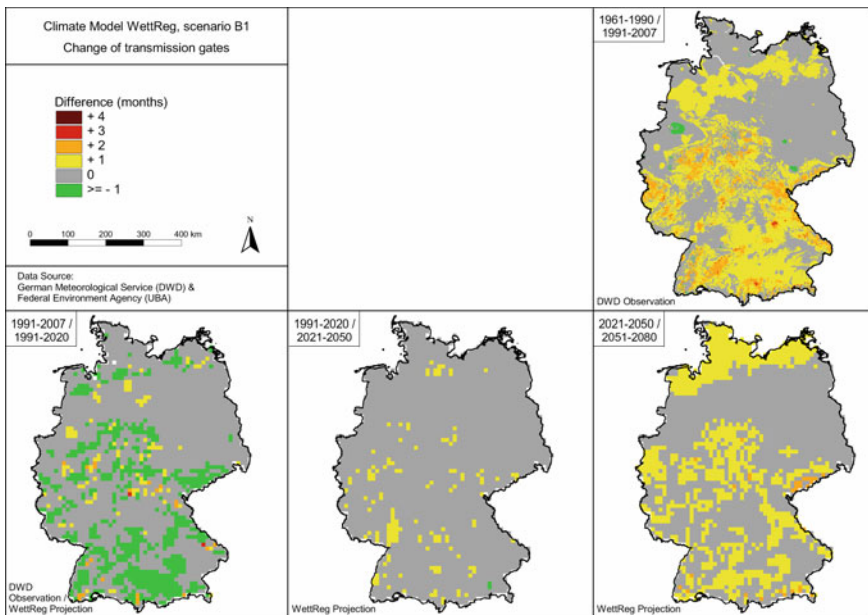 Climate Model WettReg, scenario B1
Change of transmission gates
Difference (months)
+ 4
+ 3
+ 2
+ 1
0
>= - 1
N
0 100 200 300 400 km
Data Source:
German Meteorological Service (DWD) &
Federal Environment Agency (UBA)
1961-1990 /
1991-2007
DWD Observation
1991-2007 /
1991-2020
DWD
Observation /
WettReg Projection
1991-2020 /
2021-2050
WettReg Projection
2021-2050 /
2051-2080
WettReg Projection